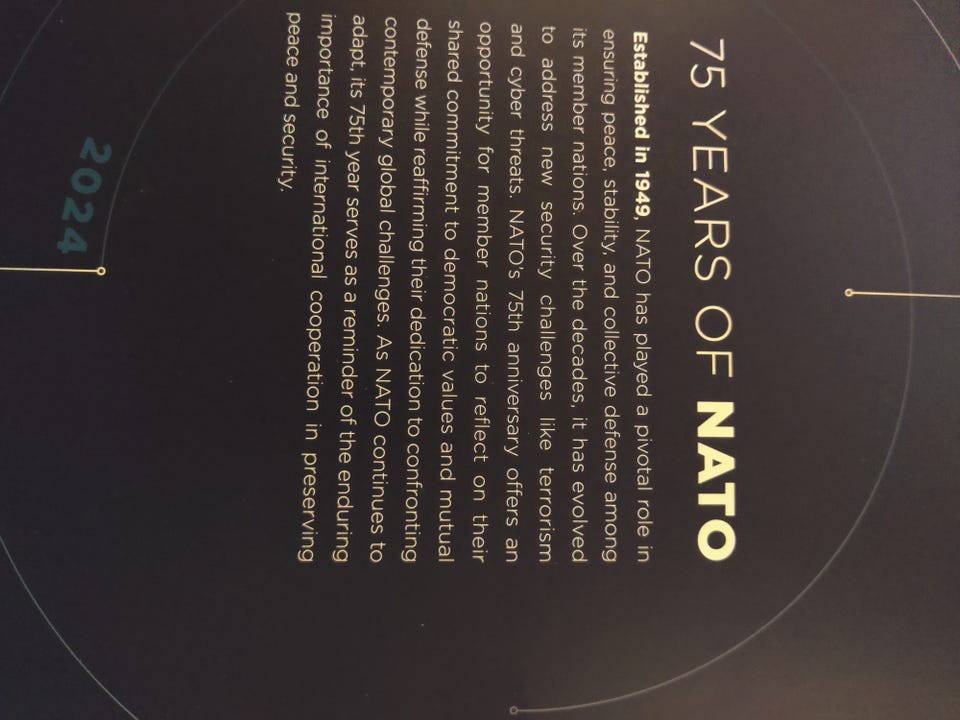 75 YEARS OF NATO
Established in 1949, NATO has played a pivotal role in
ensuring peace, stability, and collective defense among
its member nations. Over the decades, it has evolved
to address new security challenges like terrorism
and cyber threats. NATO's 75th anniversary offers an
opportunity for member nations to reflect on their
shared commitment to democratic values and mutual
defense while reaffirming their dedication to confronting
contemporary global challenges. As NATO continues to
adapt, its 75th year serves as a reminder of the enduring
importance of international cooperation in preserving
peace and security.
2024